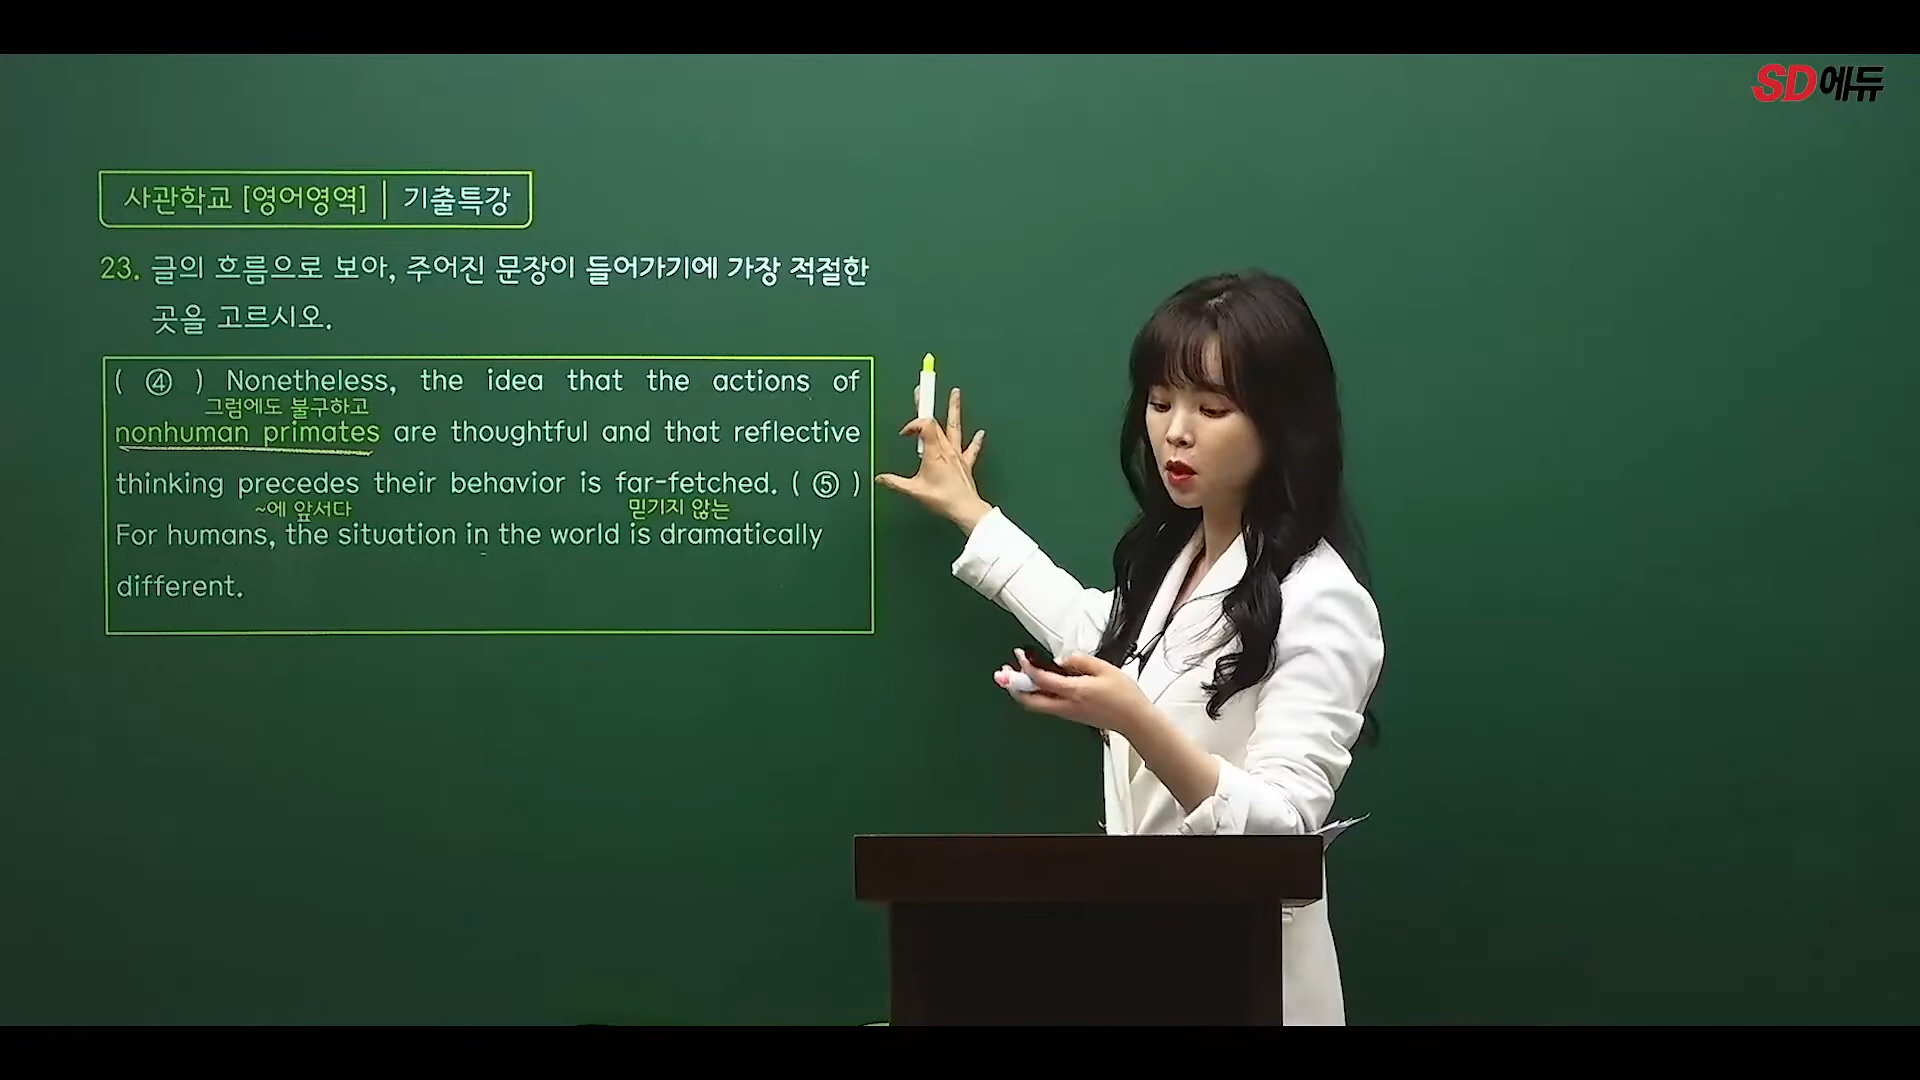 SD에듀
사관학교 [영어영역] | 기출특강
23. 글의 흐름으로 보아, 주어진 문장이 들어가기에 가장 적절한
곳을 고르시오.
( ④ ) Nonetheless, the idea that the actions of
그럼에도 불구하고
nonhuman primates are thoughtful and that reflective
thinking precedes their behavior is far-fetched. ( ⑤ )
~에 앞서다 믿기지 않는
For humans, the situation in the world is dramatically
different.